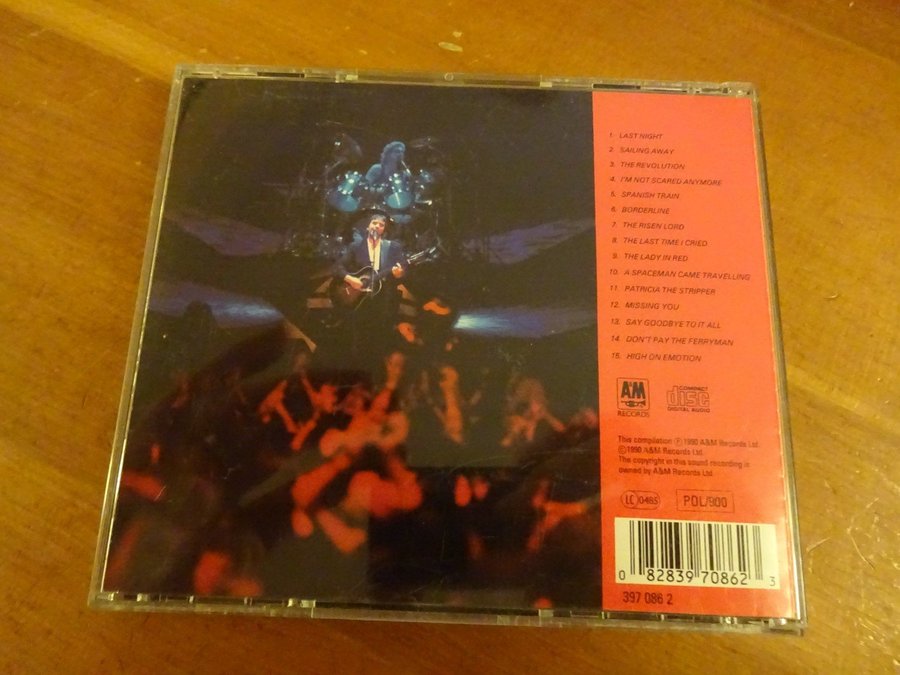 1. LAST NIGHT
2. SAILING AWAY
3. THE REVOLUTION
4. I'M NOT SCARED ANYMORE
5. SPANISH TRAIN
6. BORDERLINE
7. THE RISEN LORD
8. THE LAST TIME I CRIED
9. THE LADY IN RED
10. A SPACEMAN CAME TRAVELLING
11. PATRICIA THE STRIPPER
12. MISSING YOU
13. SAY GOODBYE TO IT ALL
14. DON'T PAY THE FERRYMAN
15. HIGH ON EMOTION
A&M
RECORDS
COMPACT
disc
DIGITAL AUDIO
This compilation Ⓟ 1990 A&M Records Ltd.
© 1990 A&M Records Ltd.
The copyright in this sound recording is
owned by A&M Records Ltd.
LC 0485
POL/900
0 82839 70862 3
397 086 2